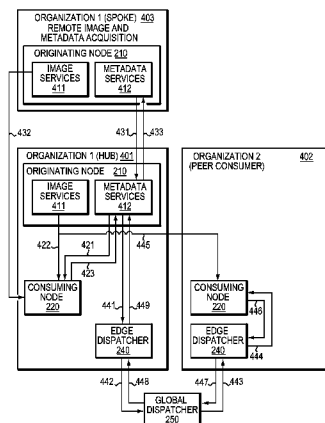 ORGANIZATION 1 (SPOKE) 403
REMOTE IMAGE AND
METADATA ACQUISITION
ORIGINATING NODE 210
IMAGE
SERVICES
411
METADATA
SERVICES
412
432
431
433
ORGANIZATION 1 (HUB) 401
ORIGINATING NODE 210
IMAGE
SERVICES
411
METADATA
SERVICES
412
ORGANIZATION 2 402
(PEER CONSUMER)
422
421
423
445
CONSUMING
NODE
220
441
449
CONSUMING
NODE
220
446
EDGE
DISPATCHER
240
EDGE
DISPATCHER
240
444
442
448
447
443
GLOBAL
DISPATCHER
250